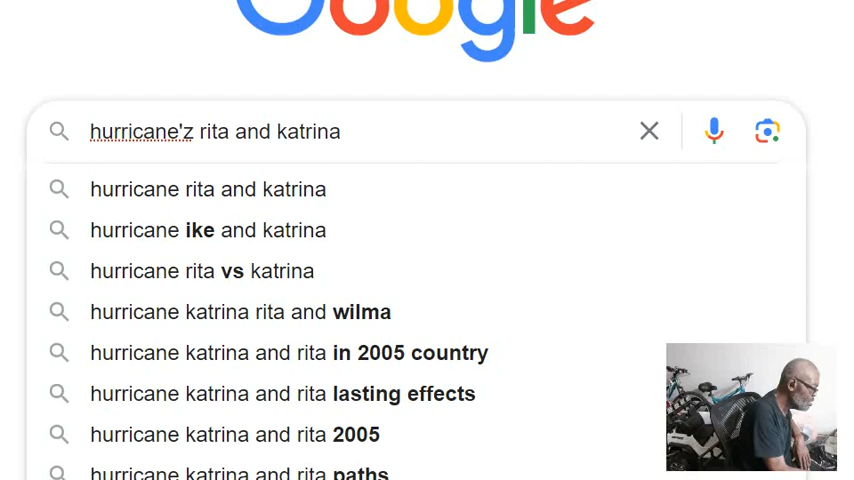 Google
hurricane'z rita and katrina
hurricane rita and katrina
hurricane ike and katrina
hurricane rita vs katrina
hurricane katrina rita and wilma
hurricane katrina and rita in 2005 country
hurricane katrina and rita lasting effects
hurricane katrina and rita 2005
hurricane katrina and rita paths